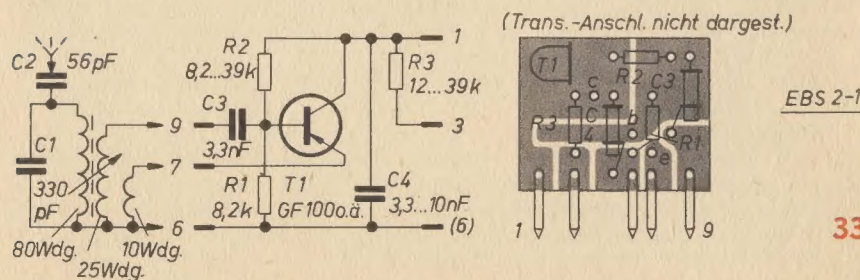 (Trans.-Anschl. nicht dargest.)
C2
56pF
C1
330
pF
80Wdg.
25Wdg.
10Wdg.
9
7
6
R2
8,2...39k
C3
3,3nF
R1
8,2k
T1
GF100o.ä.
R3
12...39k
C4
3,3...10nF
1
3
(6)
T1
R2
C3
c
R3
C
4
b
R1
e
1
9
EBS 2-1
33